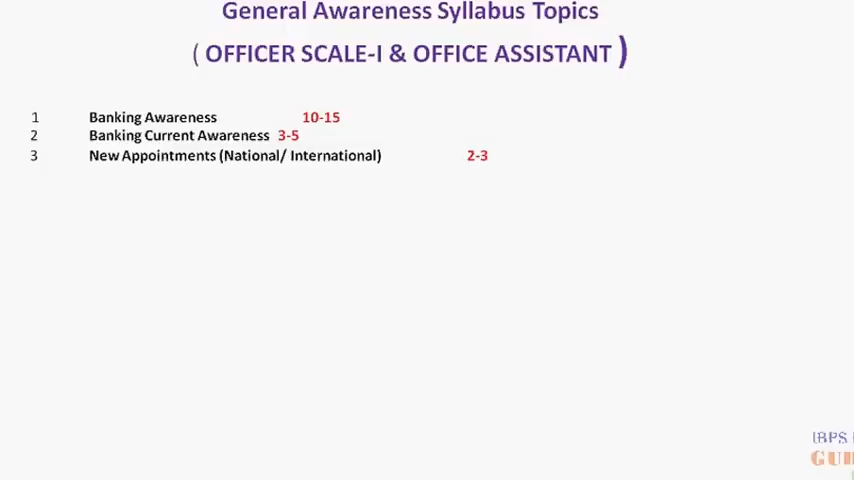 General Awareness Syllabus Topics
( OFFICER SCALE-I & OFFICE ASSISTANT )
1 Banking Awareness 10-15
2 Banking Current Awareness 3-5
3 New Appointments (National/ International) 2-3
IBPS